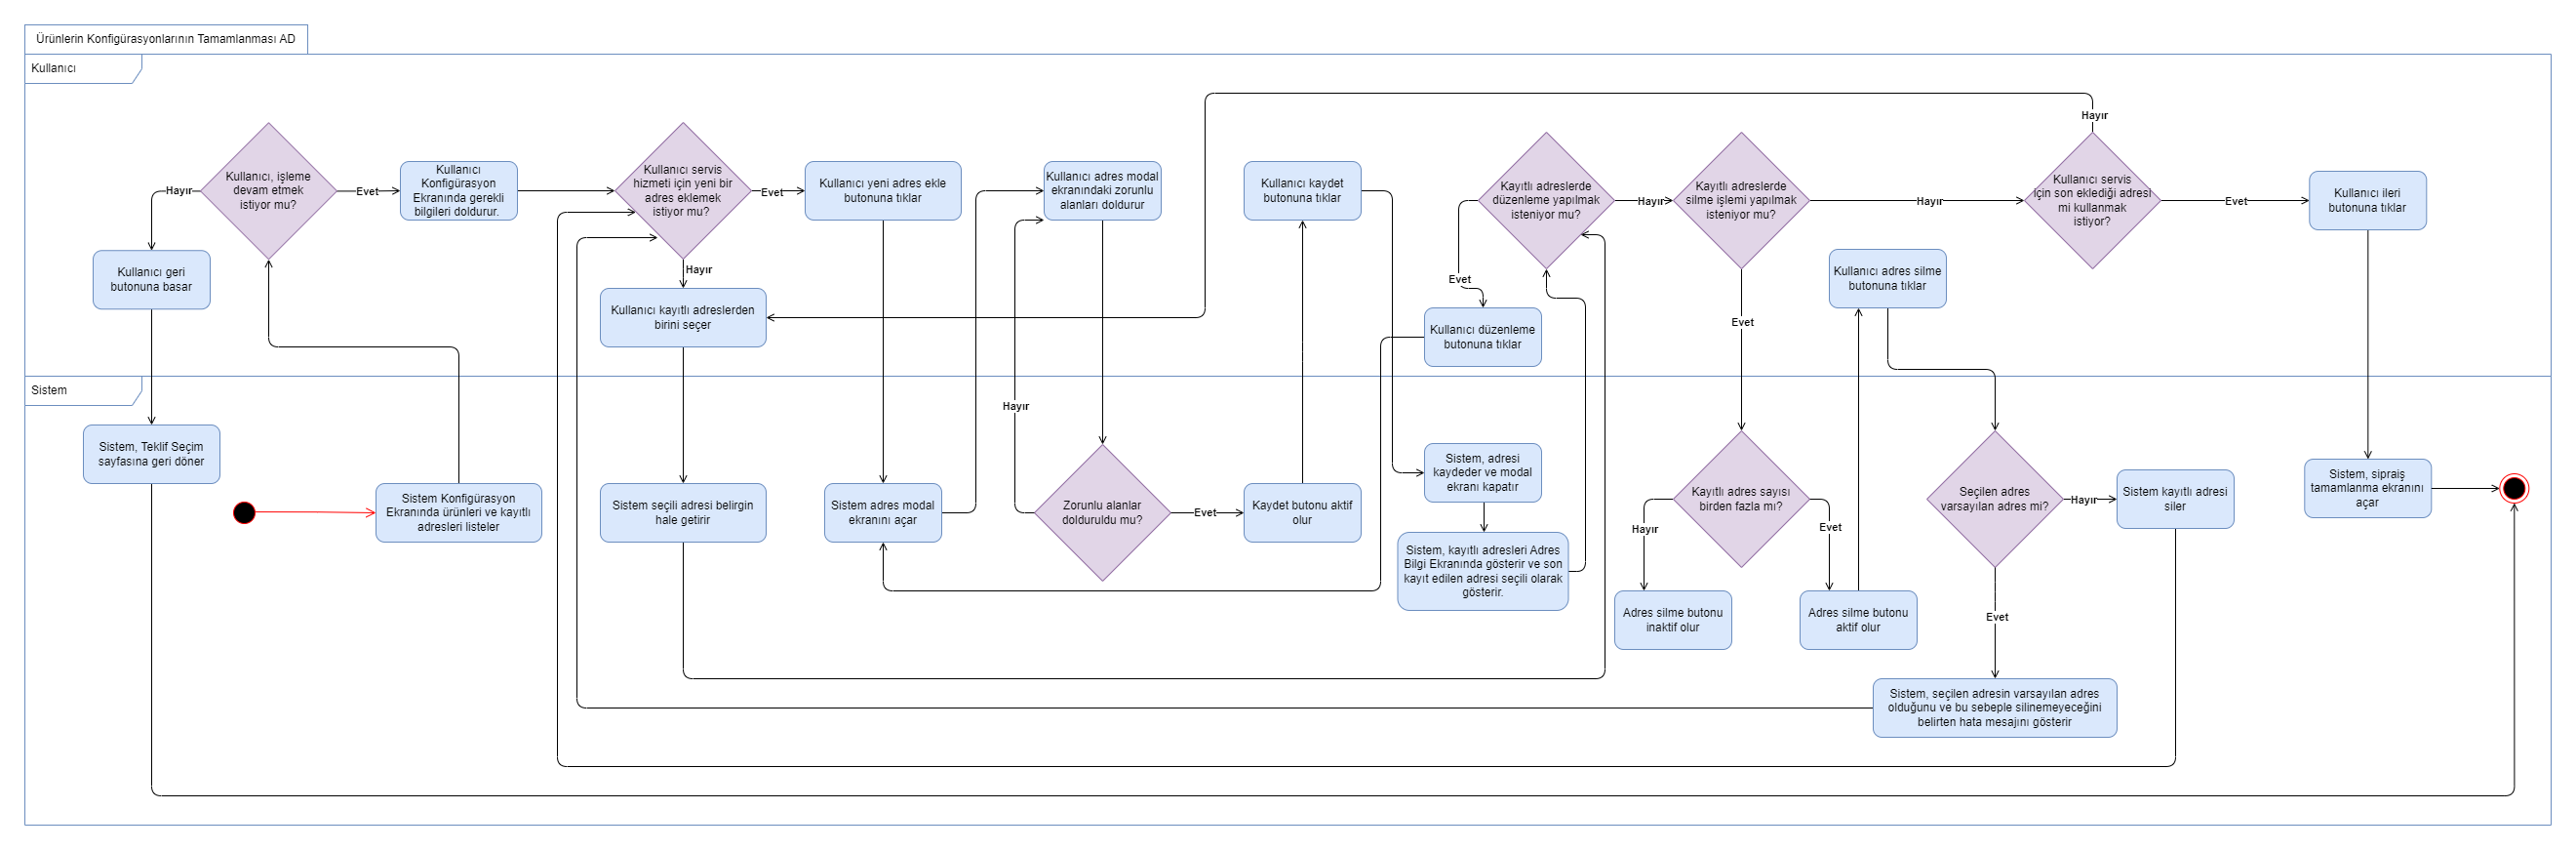 Ürünlerin Konfigürasyonlarının Tamamlanması AD
Kullanıcı
Kullanıcı, işleme
devam etmek
istiyor mu?
Hayır
Evet
Kullanıcı geri
butonuna basar
Kullanıcı
Konfigürasyon
Ekranında gerekli
bilgileri doldurur.
Kullanıcı servis
hizmeti için yeni bir
adres eklemek
istiyor mu?
Evet
Hayır
Kullanıcı kayıtlı adreslerden
birini seçer
Kullanıcı yeni adres ekle
butonuna tıklar
Kullanıcı adres modal
ekranındaki zorunlu
alanları doldurur
Kullanıcı kaydet
butonuna tıklar
Kayıtlı adreslerde
düzenleme yapılmak
isteniyor mu?
Hayır
Evet
Kullanıcı düzenleme
butonuna tıklar
Kayıtlı adreslerde
silme işlemi yapılmak
isteniyor mu?
Hayır
Evet
Kullanıcı adres silme
butonuna tıklar
Hayır
Kullanıcı servis
için son eklediği adresi
mi kullanmak
istiyor?
Evet
Kullanıcı ileri
butonuna tıklar
Sistem
Sistem, Teklif Seçim
sayfasına geri döner
Sistem Konfigürasyon
Ekranında ürünleri ve kayıtlı
adresleri listeler
Sistem seçili adresi belirgin
hale getirir
Sistem adres modal
ekranını açar
Hayır
Zorunlu alanlar
dolduruldu mu?
Evet
Kaydet butonu aktif
olur
Sistem, adresi
kaydeder ve modal
ekranı kapatır
Sistem, kayıtlı adresleri Adres
Bilgi Ekranında gösterir ve son
kayıt edilen adresi seçili olarak
gösterir.
Kayıtlı adres sayısı
birden fazla mı?
Hayır
Evet
Adres silme butonu
inaktif olur
Adres silme butonu
aktif olur
Seçilen adres
varsayılan adres mi?
Hayır
Evet
Sistem kayıtlı adresi
siler
Sistem, seçilen adresin varsayılan adres
olduğunu ve bu sebeple silinemeyeceğini
belirten hata mesajını gösterir
Sistem, sipraiş
tamamlanma ekranını
açar